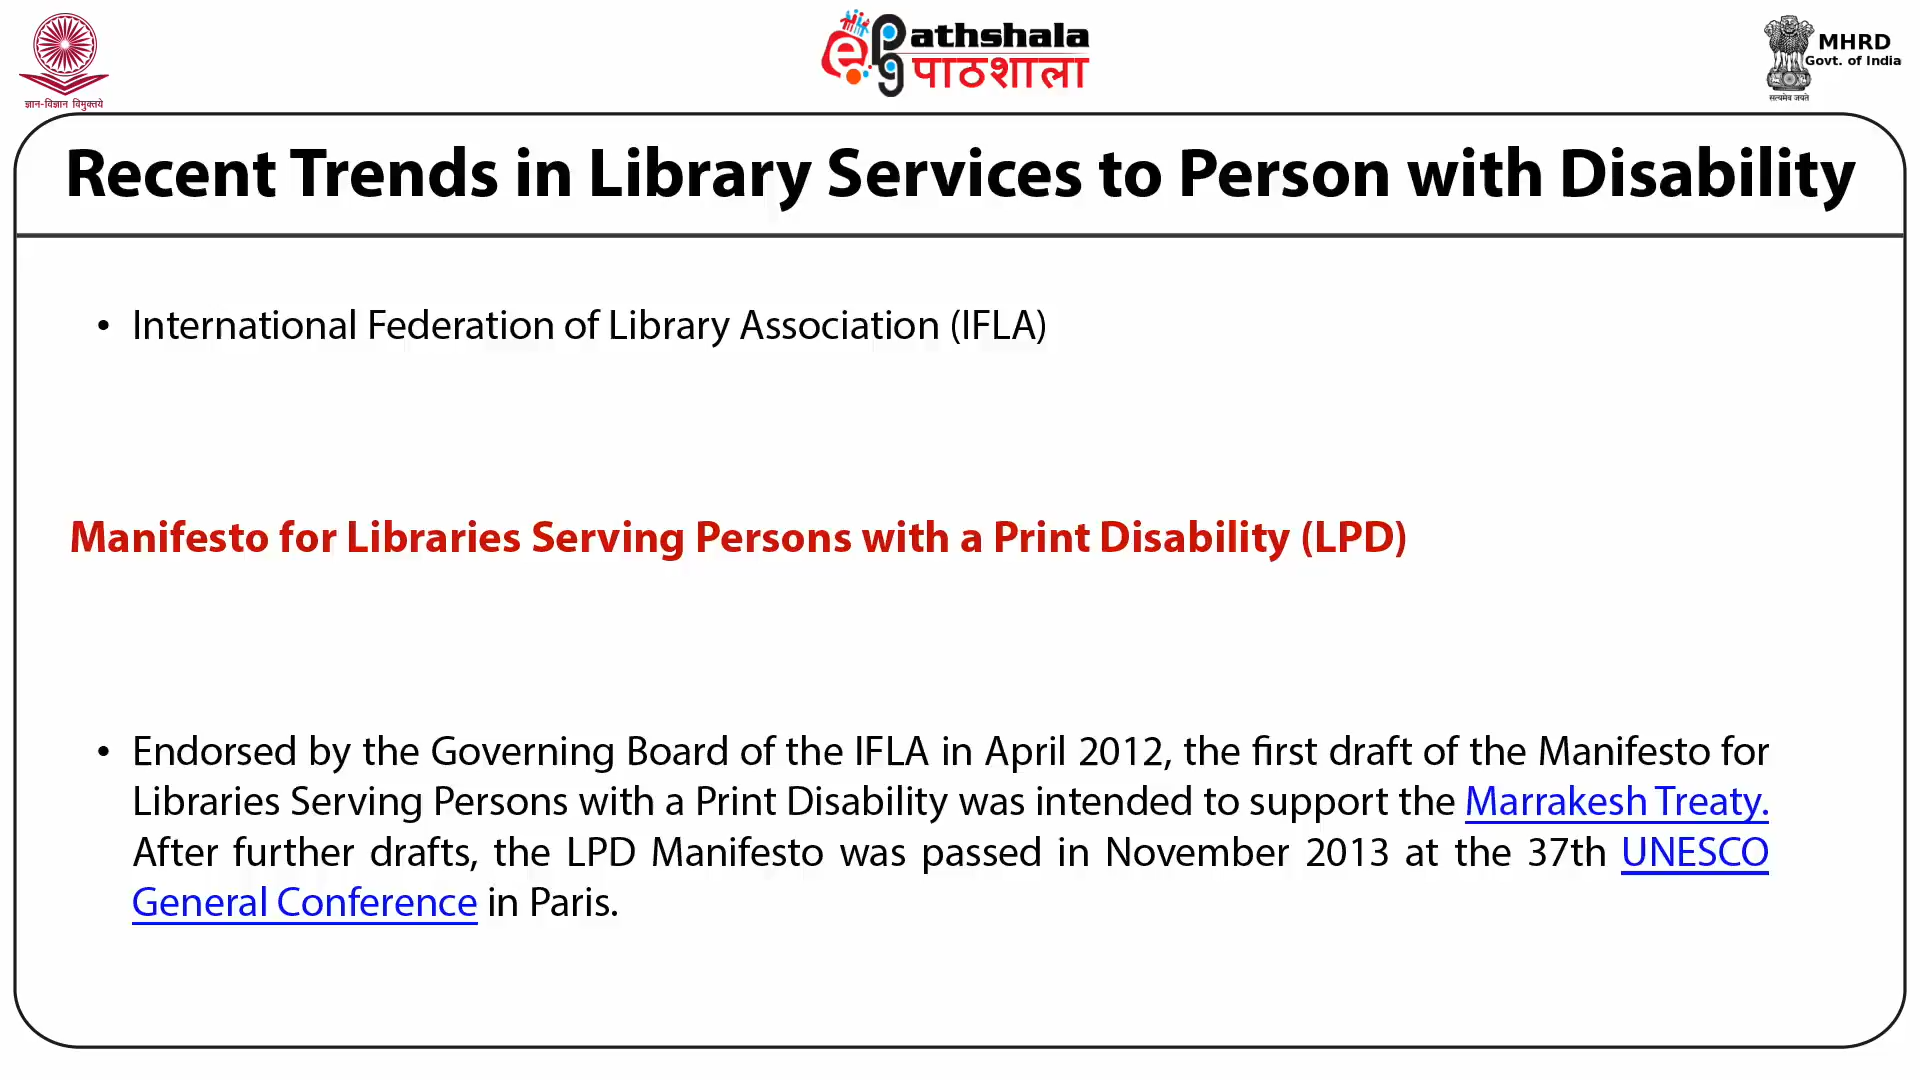 ज्ञान-विज्ञान विमुक्तये
ePathshala
पाठशाला
MHRD
Govt. of India
सत्यमेव जयते
Recent Trends in Library Services to Person with Disability
• International Federation of Library Association (IFLA)
Manifesto for Libraries Serving Persons with a Print Disability (LPD)
• Endorsed by the Governing Board of the IFLA in April 2012, the first draft of the Manifesto for
Libraries Serving Persons with a Print Disability was intended to support the Marrakesh Treaty.
After further drafts, the LPD Manifesto was passed in November 2013 at the 37th UNESCO
General Conference in Paris.